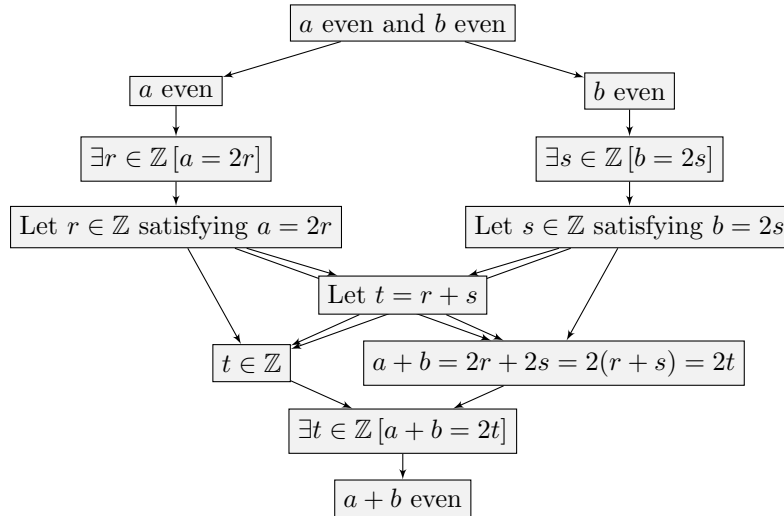 a even and b even
a even
b even
∃r ∈ ℤ [a = 2r]
∃s ∈ ℤ [b = 2s]
Let r ∈ ℤ satisfying a = 2r
Let s ∈ ℤ satisfying b = 2s
Let t = r + s
t ∈ ℤ
a + b = 2r + 2s = 2(r + s) = 2t
∃t ∈ ℤ [a + b = 2t]
a + b even